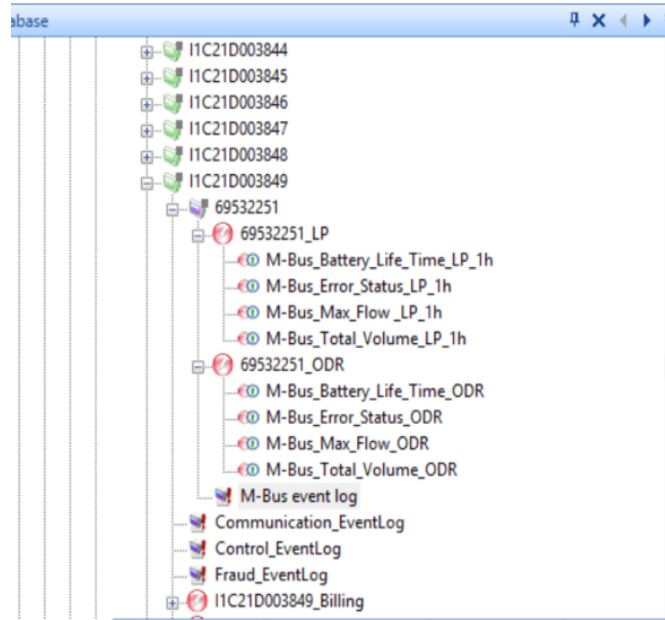 abase
I1C21D003844
I1C21D003845
I1C21D003846
I1C21D003847
I1C21D003848
I1C21D003849
69532251
69532251_LP
M-Bus_Battery_Life_Time_LP_1h
M-Bus_Error_Status_LP_1h
M-Bus_Max_Flow _LP_1h
M-Bus_Total_Volume_LP_1h
69532251_ODR
M-Bus_Battery_Life_Time_ODR
M-Bus_Error_Status_ODR
M-Bus_Max_Flow_ODR
M-Bus_Total_Volume_ODR
M-Bus event log
Communication_EventLog
Control_EventLog
Fraud_EventLog
I1C21D003849_Billing